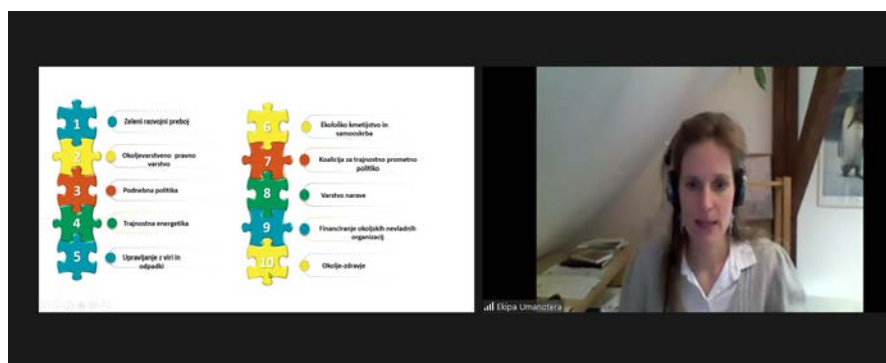 1
Zeleni razvojni preboj
2
Okoljevarstveno pravno
varstvo
3
Podnebna politika
4
Trajnostna energetika
5
Upravljanje z viri in
odpadki
6
Ekološko kmetijstvo in
samooskrba
7
Koalicija za trajnostno prometno
politiko
8
Varstvo narave
9
Financiranje okoljskih nevladnih
organizacij
10
Okolje-zdravje
Ekipa Umanotera